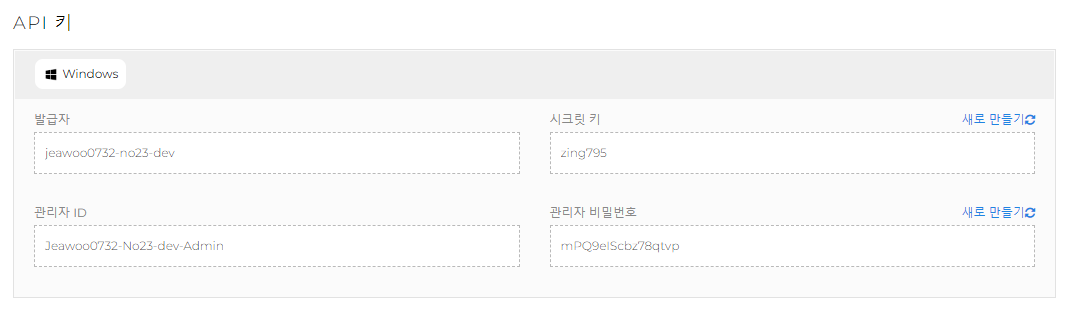 API 키
Windows
발급자
jeawoo0732-no23-dev
시크릿 키
새로 만들기
zing795
관리자 ID
Jeawoo0732-No23-dev-Admin
관리자 비밀번호
새로 만들기
mPQ9eIScbz78qtvp